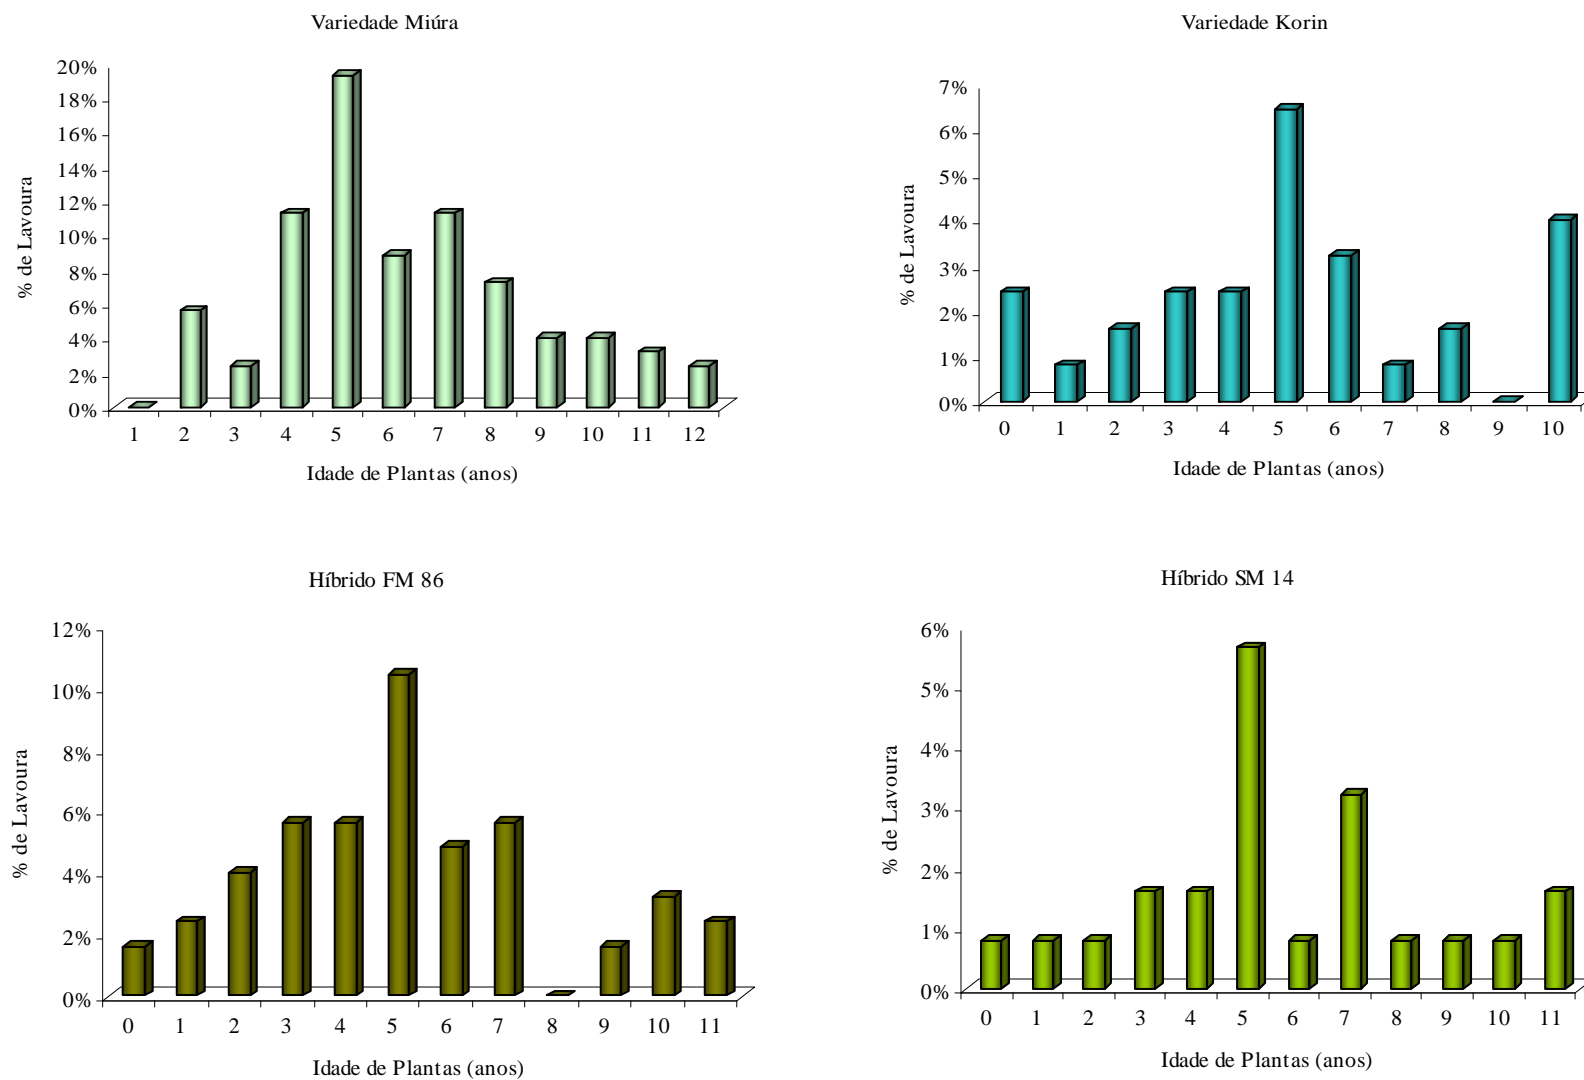 Variedade Miúra
20%
18%
16%
14%
12%
10%
8%
6%
4%
2%
0%
% de Lavoura
1 2 3 4 5 6 7 8 9 10 11 12
Idade de Plantas (anos)
Variedade Korin
7%
6%
5%
4%
3%
2%
1%
0%
% de Lavoura
0 1 2 3 4 5 6 7 8 9 10
Idade de Plantas (anos)
Híbrido FM 86
12%
10%
8%
6%
4%
2%
0%
% de Lavoura
0 1 2 3 4 5 6 7 8 9 10 11
Idade de Plantas (anos)
Híbrido SM 14
6%
5%
4%
3%
2%
1%
0%
% de Lavoura
0 1 2 3 4 5 6 7 8 9 10 11
Idade de Plantas (anos)